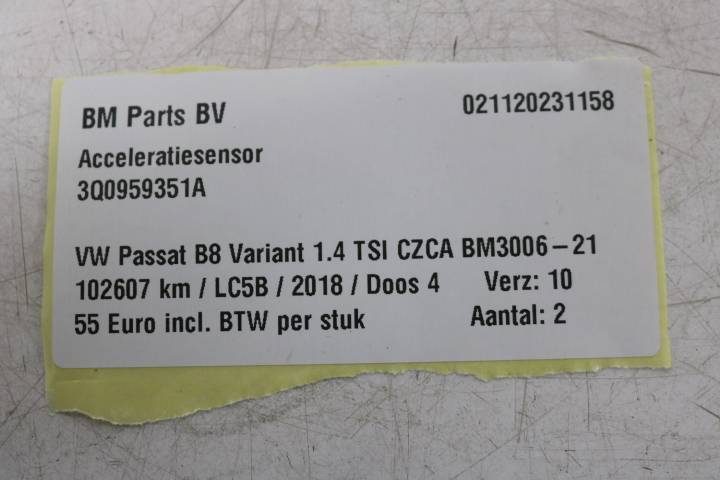 BM Parts BV 021120231158
Acceleratiesensor
3Q0959351A
VW Passat B8 Variant 1.4 TSI CZCA BM3006-21
102607 km / LC5B / 2018 / Doos 4 Verz: 10
55 Euro incl. BTW per stuk Aantal: 2